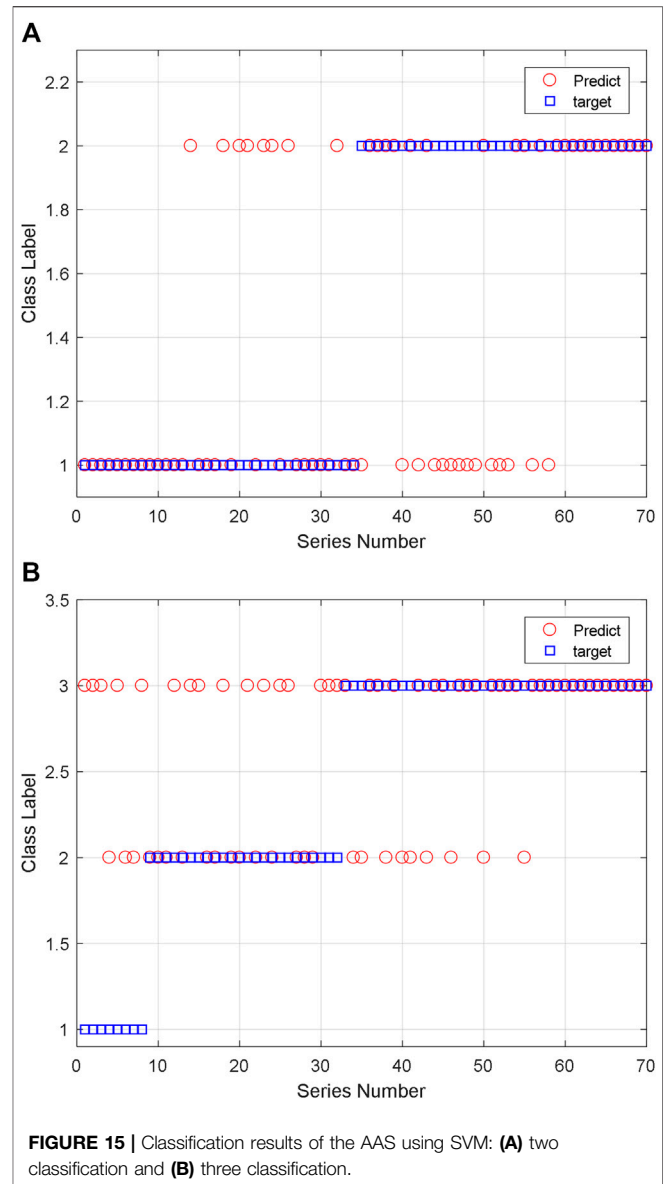 A
2.2
2
1.8
1.6
1.4
1.2
1
Class Label
Predict
target
0 10 20 30 40 50 60 70
Series Number
B
3.5
3
2.5
2
1.5
1
Class Label
Predict
target
0 10 20 30 40 50 60 70
Series Number
FIGURE 15 | Classification results of the AAS using SVM: (A) two
classification and (B) three classification.